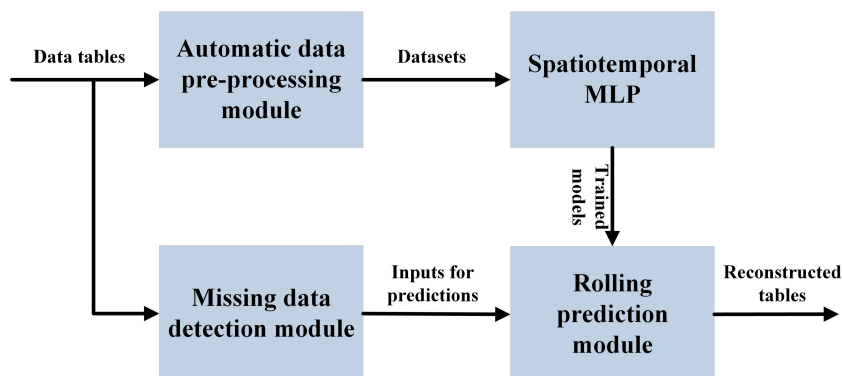 Data tables
Automatic data
pre-processing
module
Datasets
Spatiotemporal
MLP
Trained
models
Missing data
detection module
Inputs for
predictions
Rolling
prediction
module
Reconstructed
tables